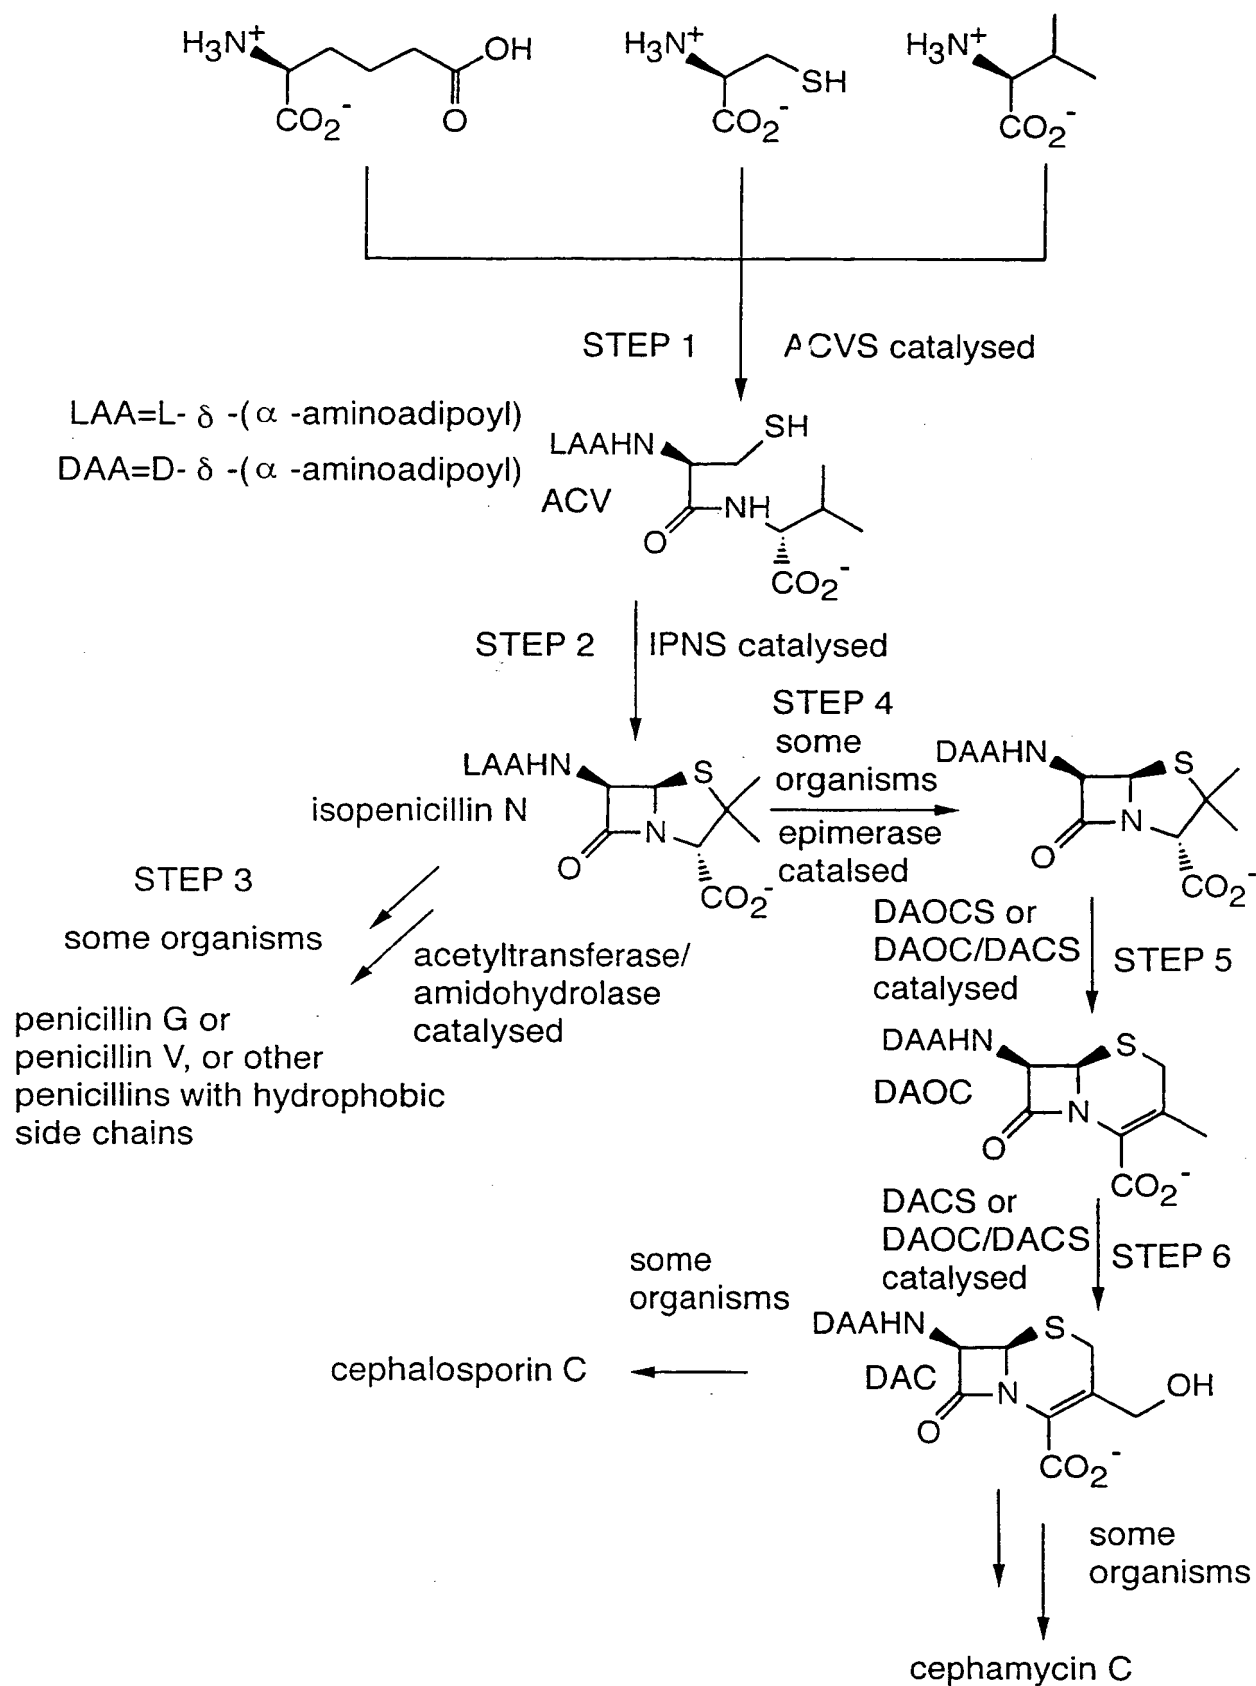 H3N+ OH
CO2- O
H3N+ SH
CO2-
H3N+
CO2-
STEP 1 ACVS catalysed
LAA=L- δ -(α -aminoadipoyl)
DAA=D- δ -(α -aminoadipoyl)
LAAHN SH
ACV
NH
O
CO2-
STEP 2 IPNS catalysed
LAAHN S
isopenicillin N
N
O
CO2-
STEP 4
some
organisms
epimerase
catalsed
DAAHN S
N
O
CO2-
STEP 3
some organisms
acetyltransferase/
amidohydrolase
catalysed
penicillin G or
penicillin V, or other
penicillins with hydrophobic
side chains
DAOCS or
DAOC/DACS
catalysed
STEP 5
DAAHN S
DAOC
N
O
CO2-
DACS or
DAOC/DACS
catalysed
STEP 6
some
organisms
cephalosporin C
DAAHN S
DAC
N
OH
O
CO2-
some
organisms
cephamycin C